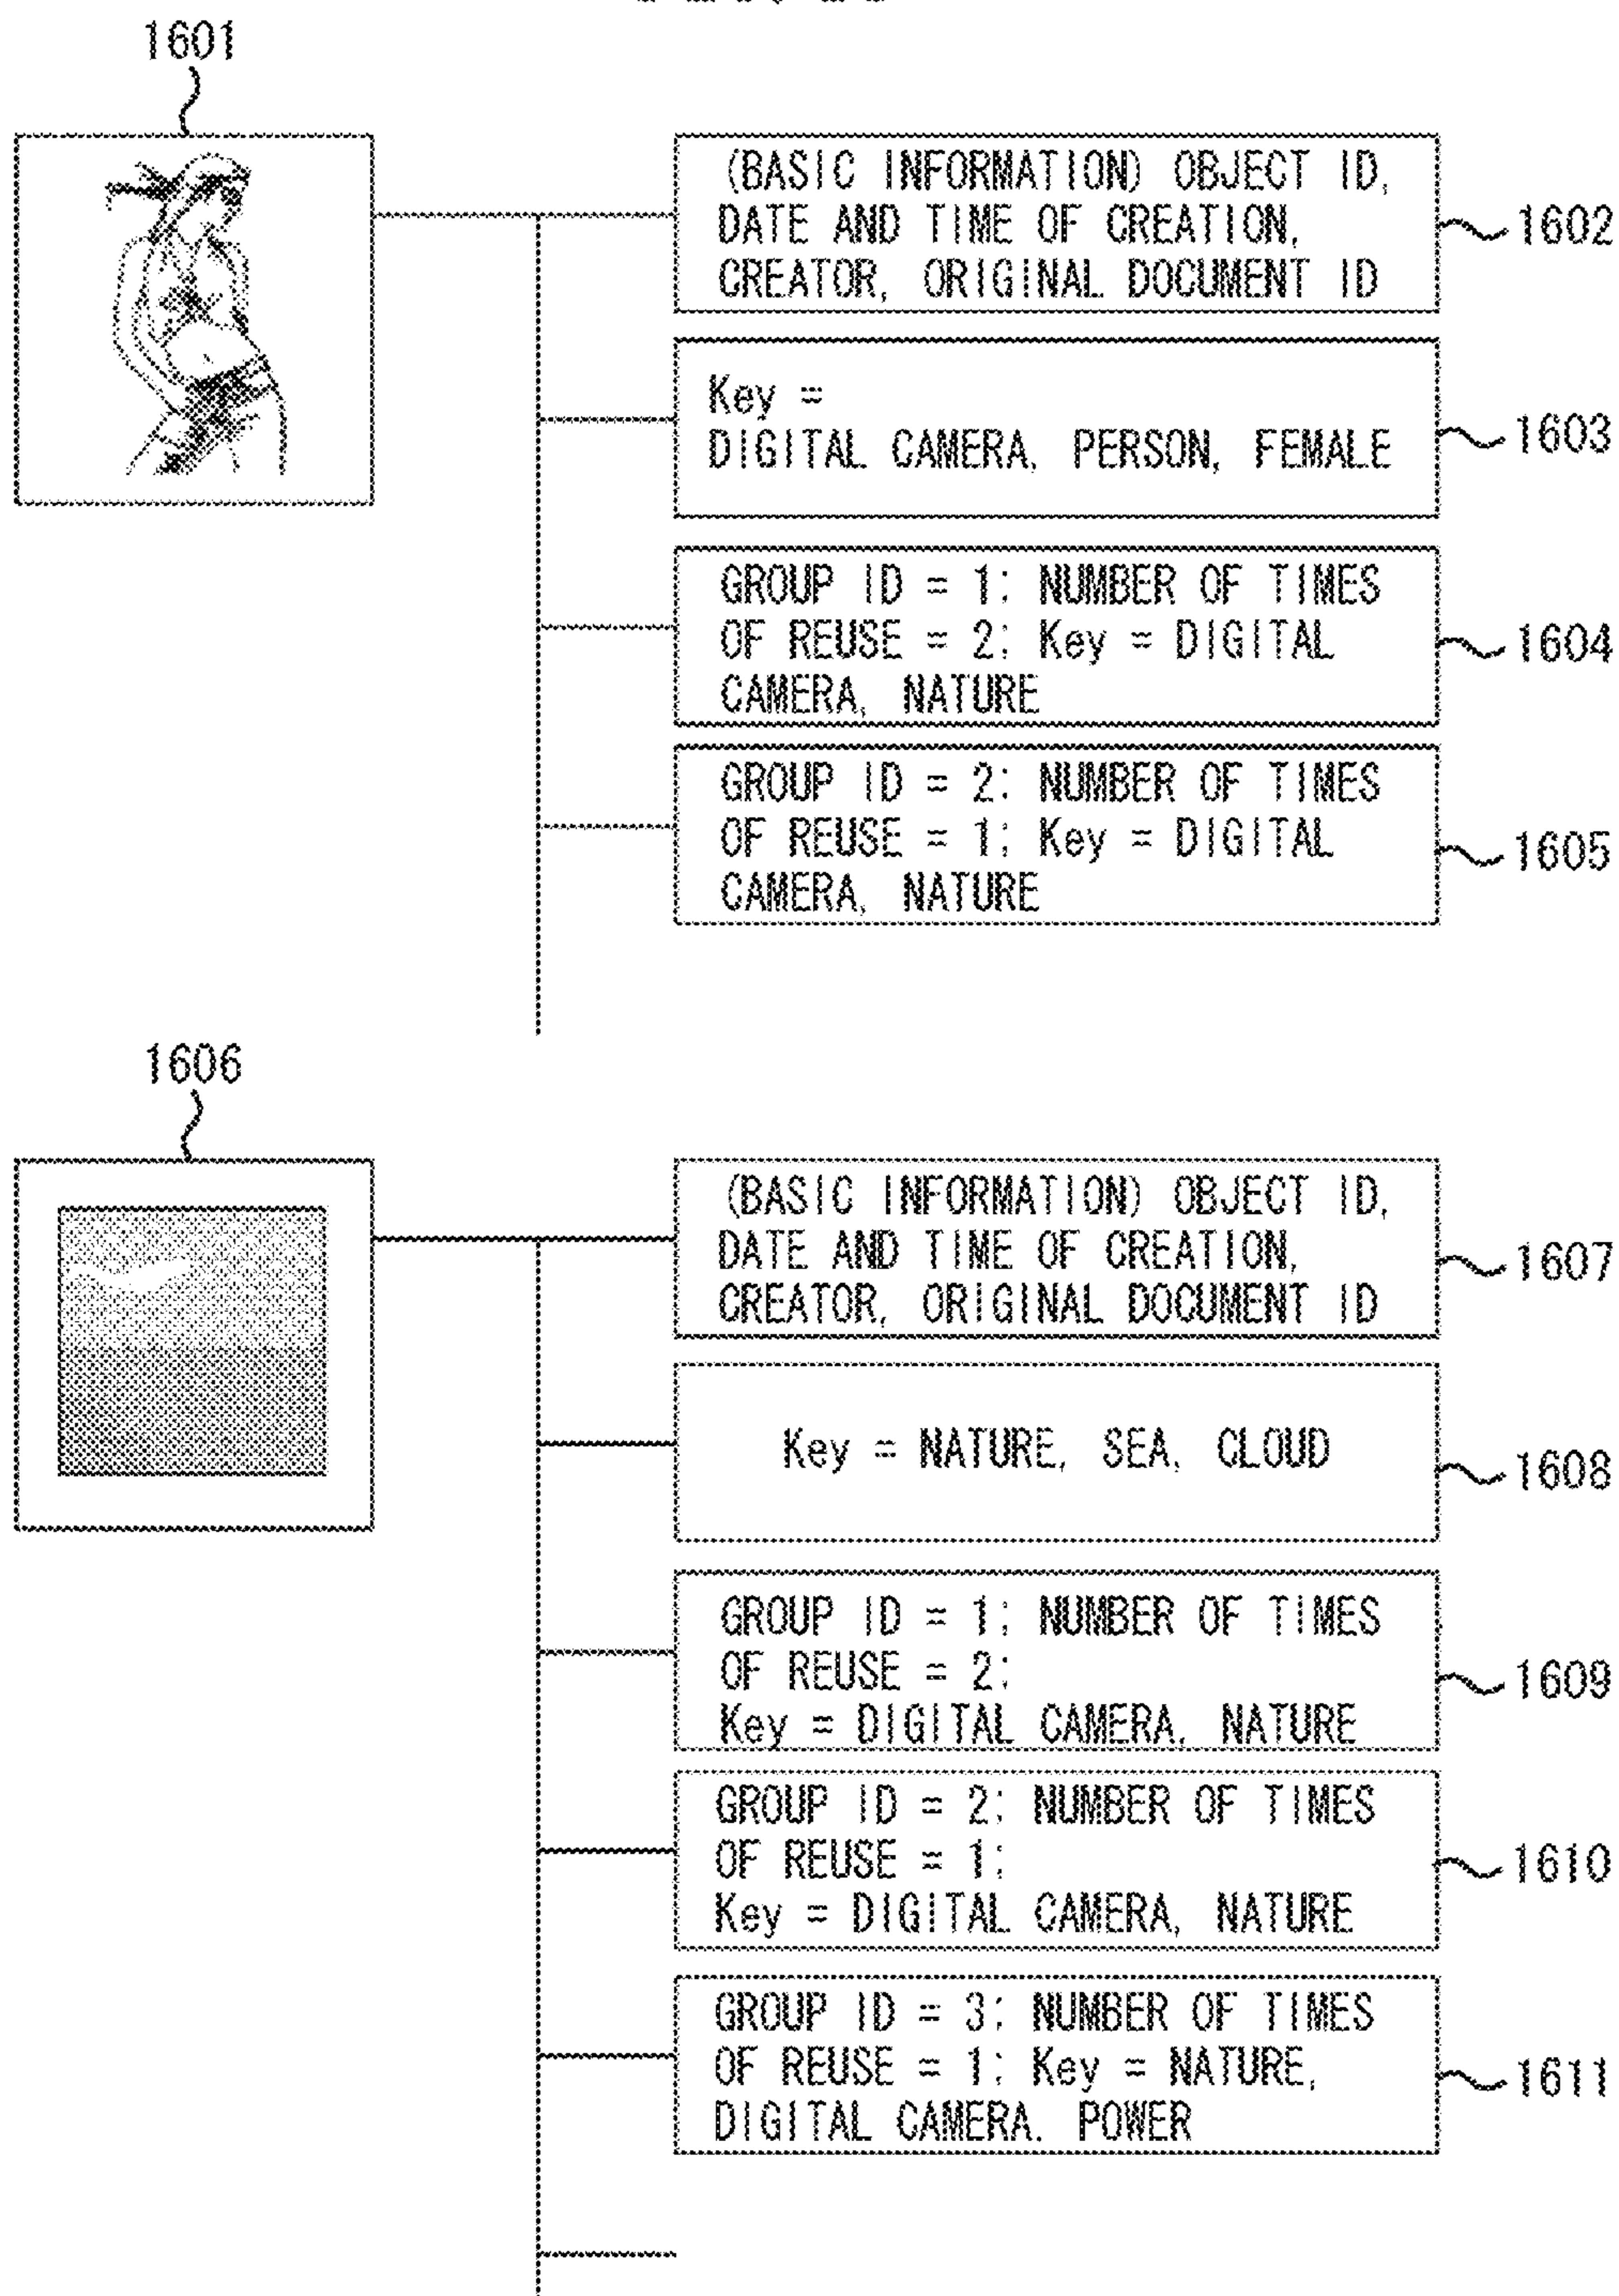 1601
(BASIC INFORMATION) OBJECT ID,
DATE AND TIME OF CREATION,
CREATOR, ORIGINAL DOCUMENT ID
1602
Key =
DIGITAL CAMERA, PERSON, FEMALE
1603
GROUP ID = 1; NUMBER OF TIMES
OF REUSE = 2; Key = DIGITAL
CAMERA, NATURE
1604
GROUP ID = 2; NUMBER OF TIMES
OF REUSE = 1; Key = DIGITAL
CAMERA, NATURE
1605
1606
(BASIC INFORMATION) OBJECT ID,
DATE AND TIME OF CREATION,
CREATOR, ORIGINAL DOCUMENT ID
1607
Key = NATURE, SEA, CLOUD
1608
GROUP ID = 1; NUMBER OF TIMES
OF REUSE = 2;
Key = DIGITAL CAMERA, NATURE
1609
GROUP ID = 2; NUMBER OF TIMES
OF REUSE = 1;
Key = DIGITAL CAMERA, NATURE
1610
GROUP ID = 3; NUMBER OF TIMES
OF REUSE = 1; Key = NATURE,
DIGITAL CAMERA. POWER
1611